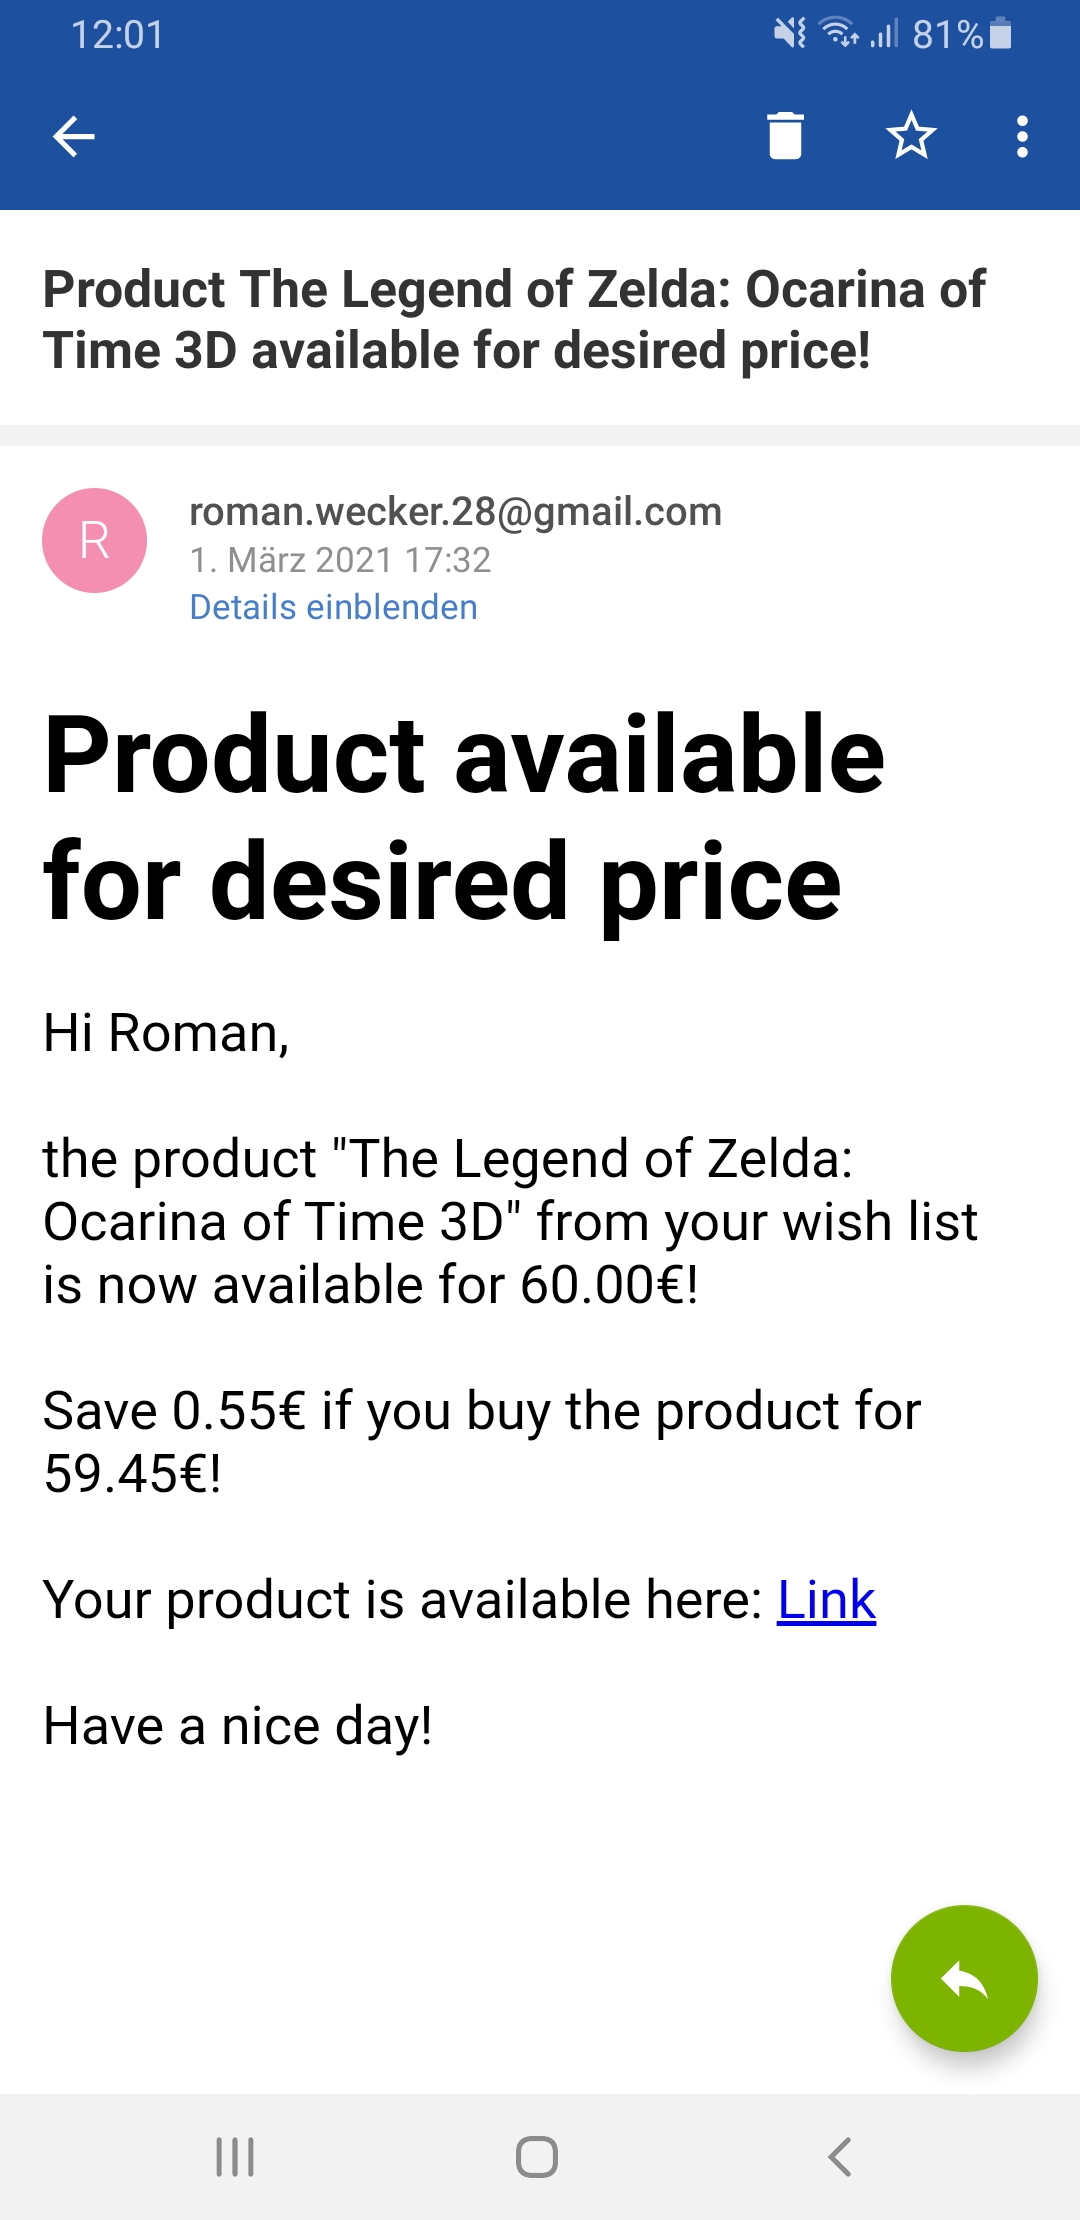 12:01
81%
Product The Legend of Zelda: Ocarina of
Time 3D available for desired price!
R
roman.wecker.28@gmail.com
1. März 2021 17:32
Details einblenden
Product available
for desired price
Hi Roman,
the product "The Legend of Zelda:
Ocarina of Time 3D" from your wish list
is now available for 60.00€!
Save 0.55€ if you buy the product for
59.45€!
Your product is available here: Link
Have a nice day!